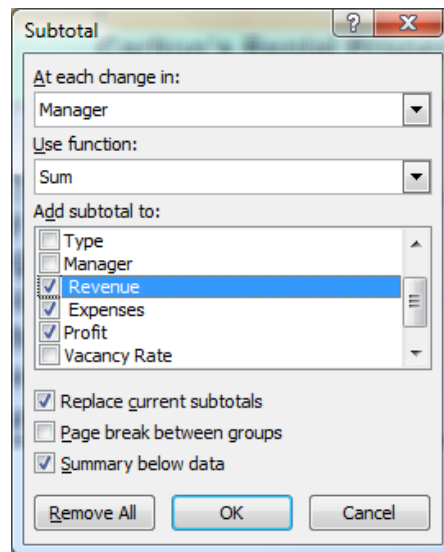 Subtotal
At each change in:
Manager
Use function:
Sum
Add subtotal to:
Type
Manager
Revenue
Expenses
Profit
Vacancy Rate
Replace current subtotals
Page break between groups
Summary below data
Remove All OK Cancel